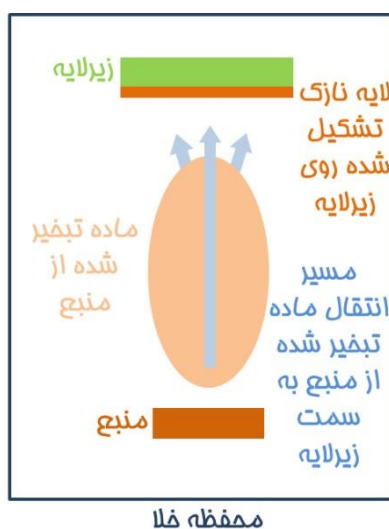 زیرلایه
لایه نازک
تشکیل
شده روی
زیرلایه
ماده تبخیر
شده از
منبع
مسیر
انتقال ماده
تبخیر شده
از منبع به
سمت
زیرلایه
منبع
محفظه خلا